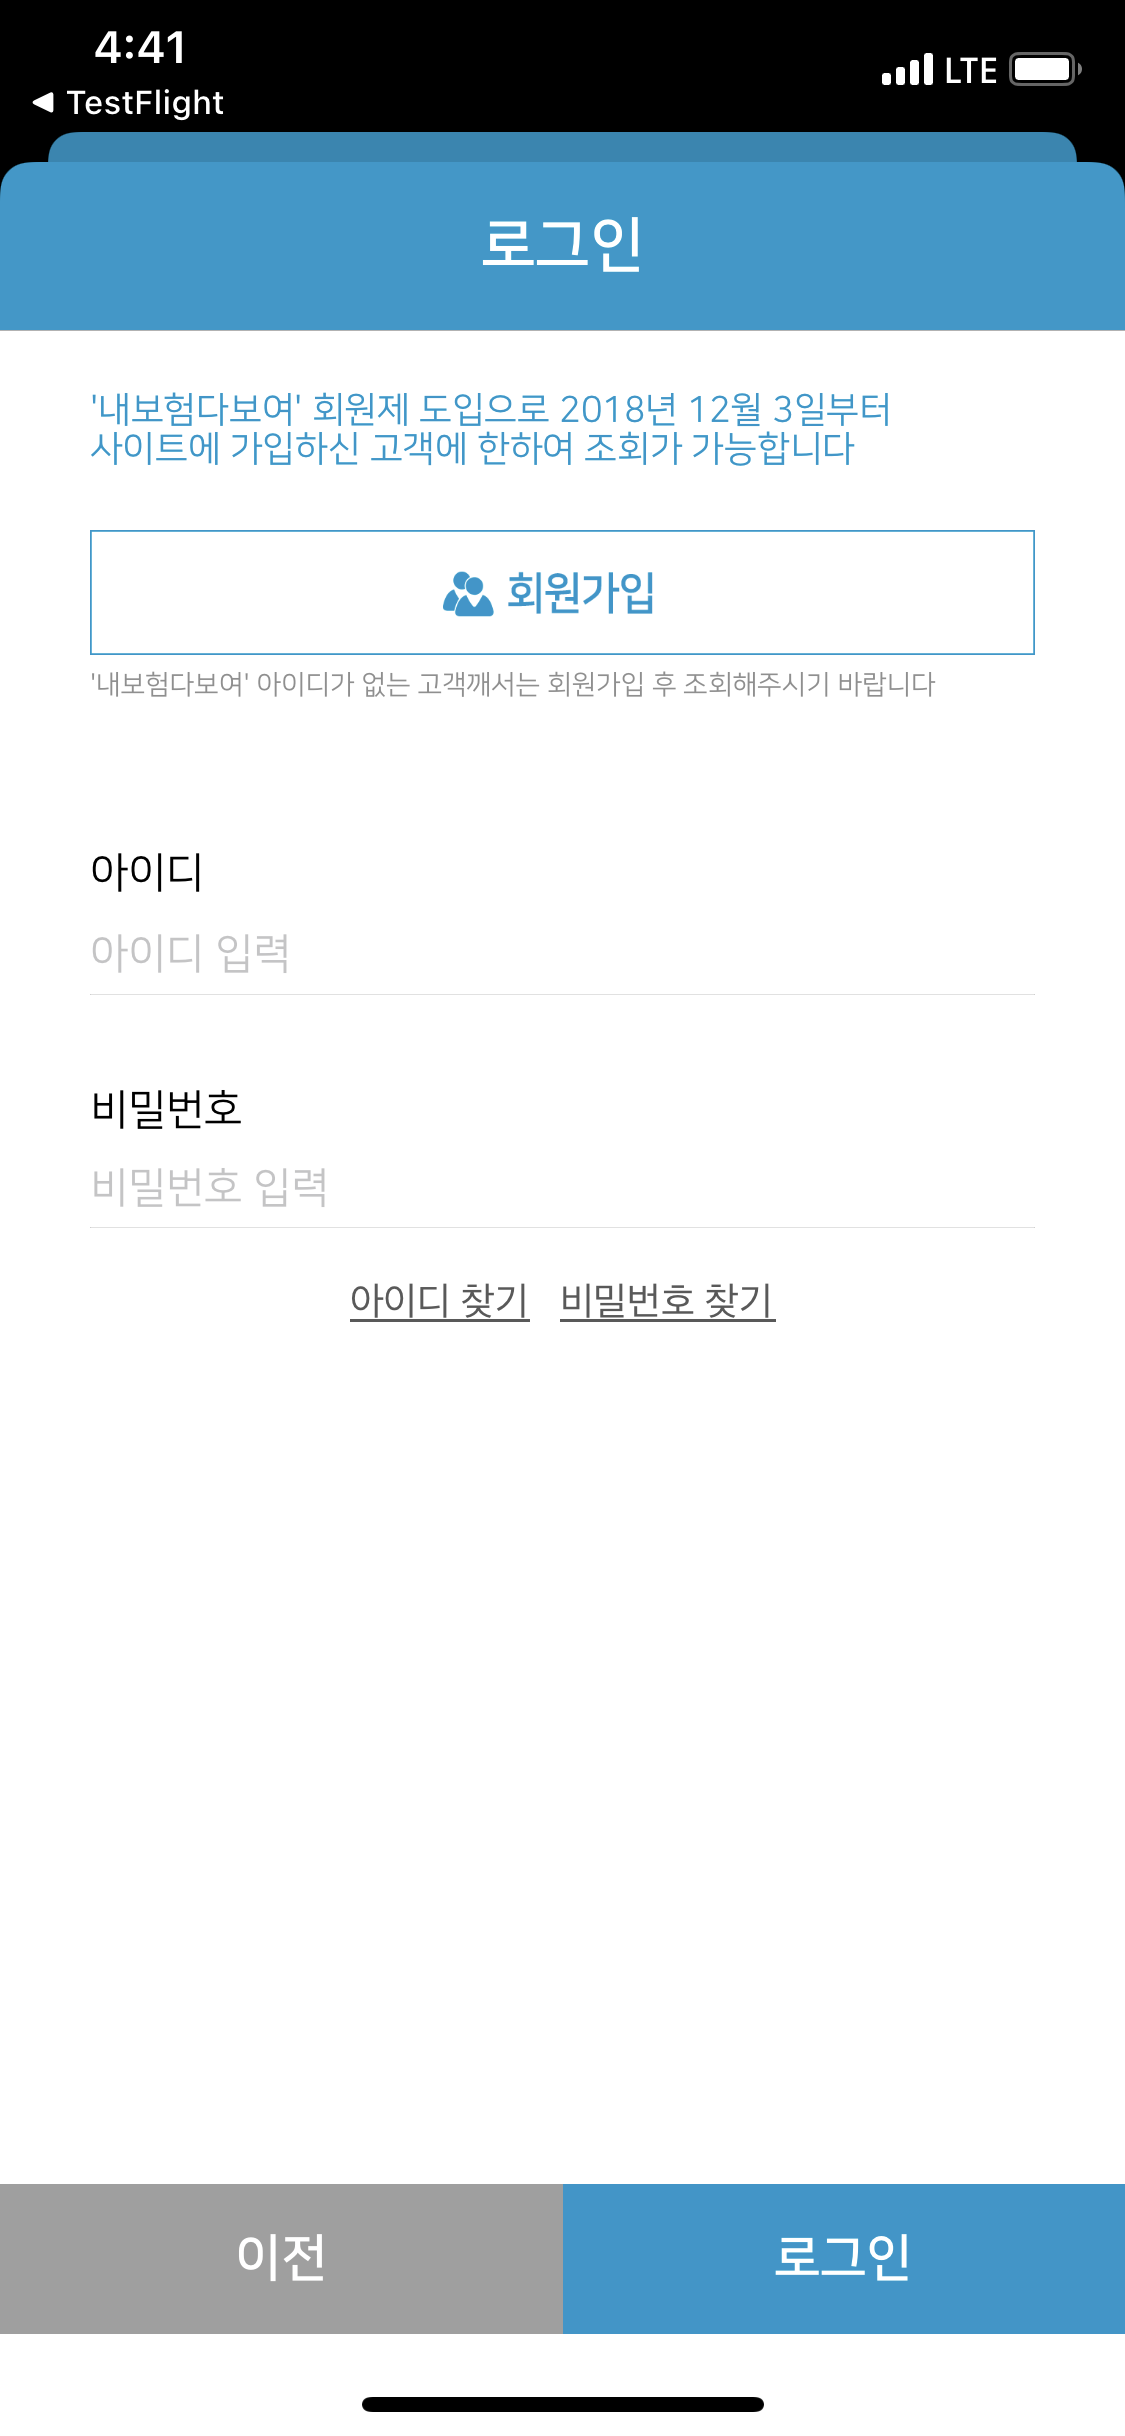 4:41
LTE
TestFlight
로그인
'내보험다보여' 회원제 도입으로 2018년 12월 3일부터
사이트에 가입하신 고객에 한하여 조회가 가능합니다
회원가입
'내보험다보여' 아이디가 없는 고객깨서는 회원가입 후 조회해주시기 바랍니다
아이디
아이디 입력
비밀번호
비밀번호 입력
아이디 찾기 비밀번호 찾기
이전 로그인